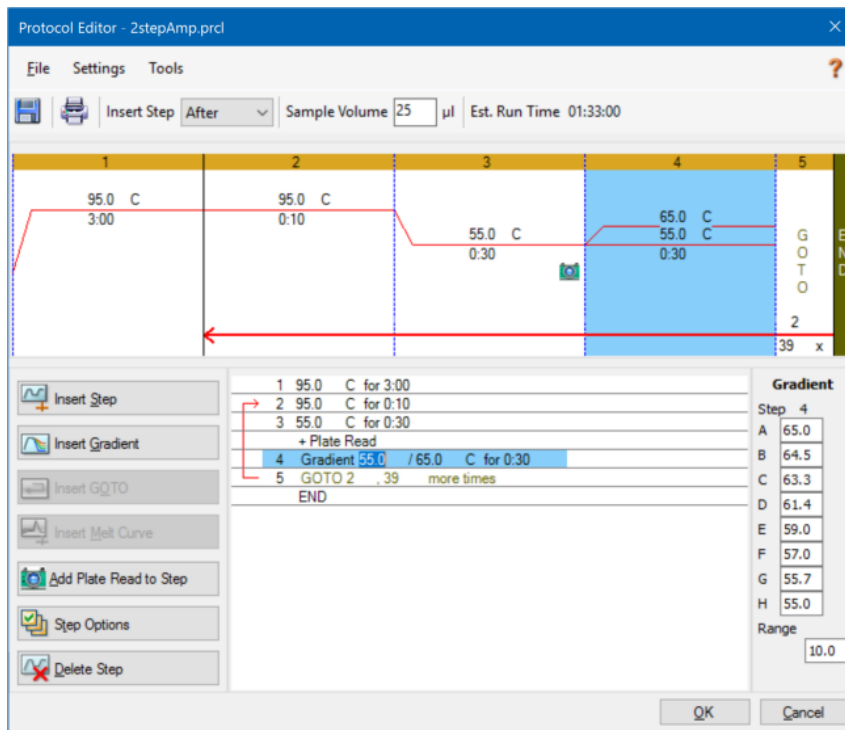 Protocol Editor - 2stepAmp.prcl
File Settings Tools ?
Insert Step After Sample Volume 25 µl Est. Run Time 01:33:00
1 2 3 4 5
95.0 C
3:00
95.0 C
0:10
55.0 C
0:30
65.0 C
55.0 C
0:30
G
O
T
O
2
39 x
E
N
D
Insert Step
Insert Gradient
Insert GOTO
Insert Melt Curve
Add Plate Read to Step
Step Options
Delete Step
1 95.0 C for 3:00
2 95.0 C for 0:10
3 55.0 C for 0:30
+ Plate Read
4 Gradient 55.0 / 65.0 C for 0:30
5 GOTO 2 , 39 more times
END
Gradient
Step 4
A 65.0
B 64.5
C 63.3
D 61.4
E 59.0
F 57.0
G 55.7
H 55.0
Range
10.0
OK Cancel